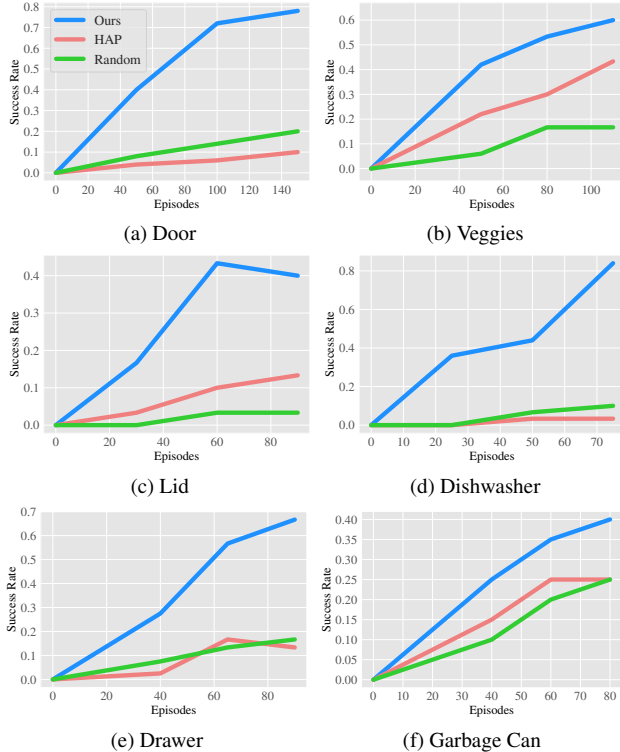 0.8
0.7
0.6
0.5
0.4
0.3
0.2
0.1
0.0
Success Rate
Ours
HAP
Random
0 20 40 60 80 100 120 140
Episodes
(a) Door
0.6
0.5
0.4
0.3
0.2
0.1
0.0
Success Rate
0 20 40 60 80 100
Episodes
(b) Veggies
0.4
0.3
0.2
0.1
0.0
Success Rate
0 20 40 60 80
Episodes
(c) Lid
0.8
0.6
0.4
0.2
0.0
Success Rate
0 10 20 30 40 50 60 70
Episodes
(d) Dishwasher
0.7
0.6
0.5
0.4
0.3
0.2
0.1
0.0
Success Rate
0 20 40 60 80
Episodes
(e) Drawer
0.40
0.35
0.30
0.25
0.20
0.15
0.10
0.05
0.00
Success Rate
0 10 20 30 40 50 60 70 80
Episodes
(f) Garbage Can